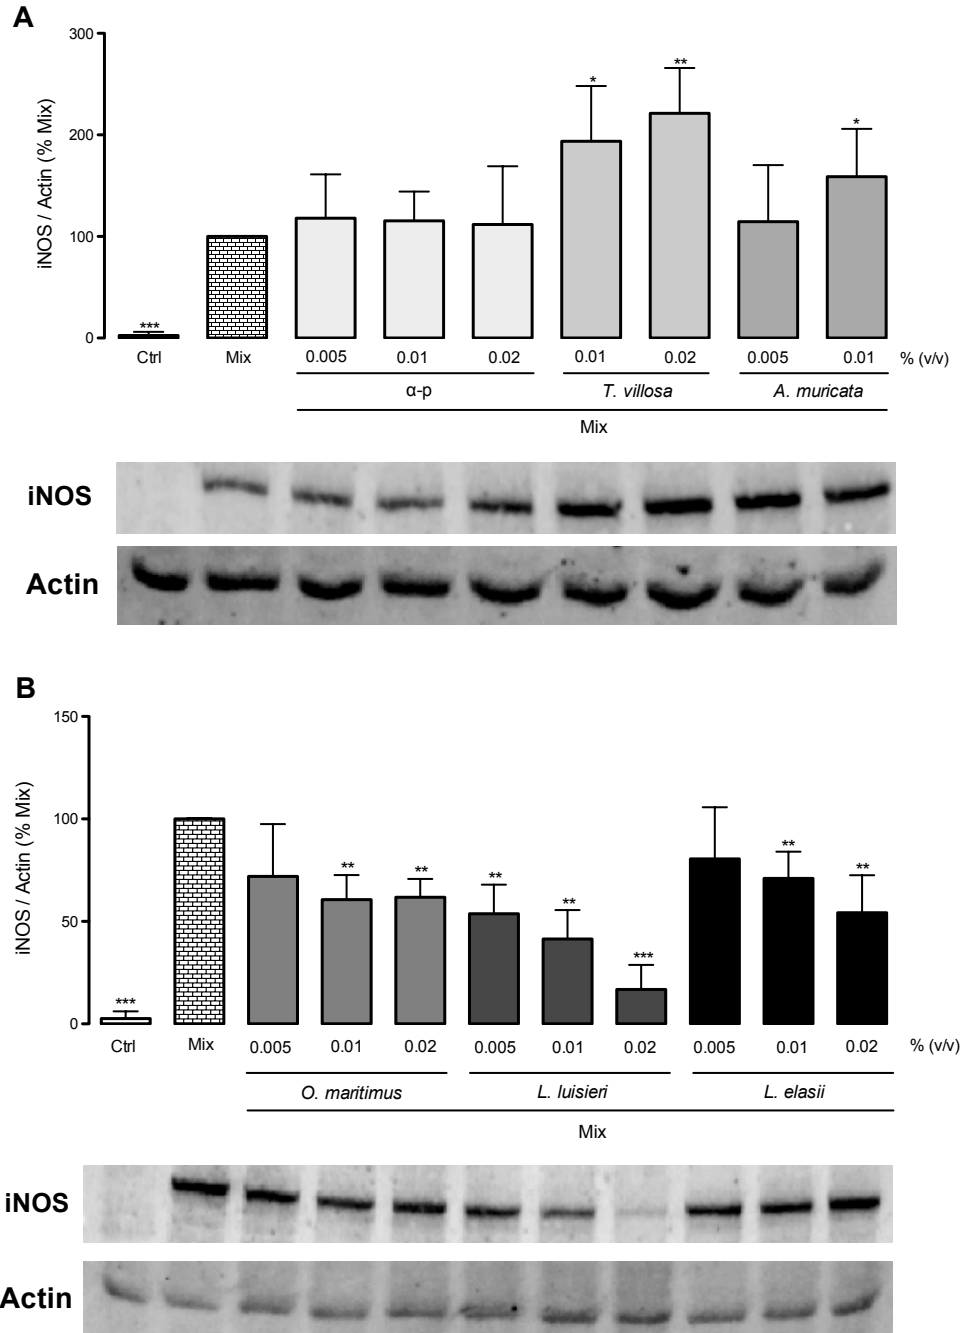 A
300
200
100
0
iNOS / Actin (% Mix)
***
*
**
*
Ctrl Mix 0.005 0.01 0.02 0.01 0.02 0.005 0.01 % (v/v)
α-p T. villosa A. muricata
Mix
iNOS
Actin
B
150
100
50
0
iNOS / Actin (% Mix)
***
**
**
**
**
***
**
**
Ctrl Mix 0.005 0.01 0.02 0.005 0.01 0.02 0.005 0.01 0.02 % (v/v)
O. maritimus L. luisieri L. elasii
Mix
iNOS
Actin